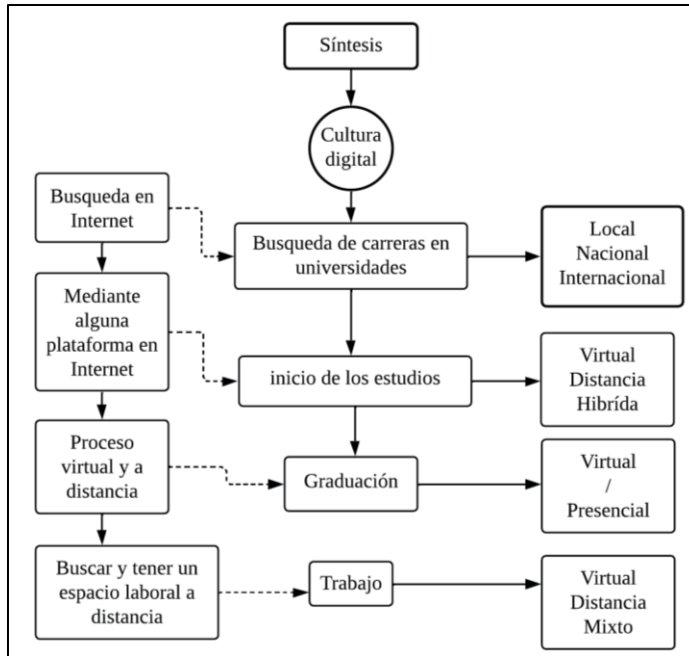 Síntesis
Cultura
digital
Busqueda en
Internet
Busqueda de carreras en
universidades
Local
Nacional
Internacional
Mediante
alguna
plataforma en
Internet
inicio de los estudios
Virtual
Distancia
Hibrída
Proceso
virtual y a
distancia
Graduación
Virtual
/
Presencial
Buscar y tener un
espacio laboral a
distancia
Trabajo
Virtual
Distancia
Mixto